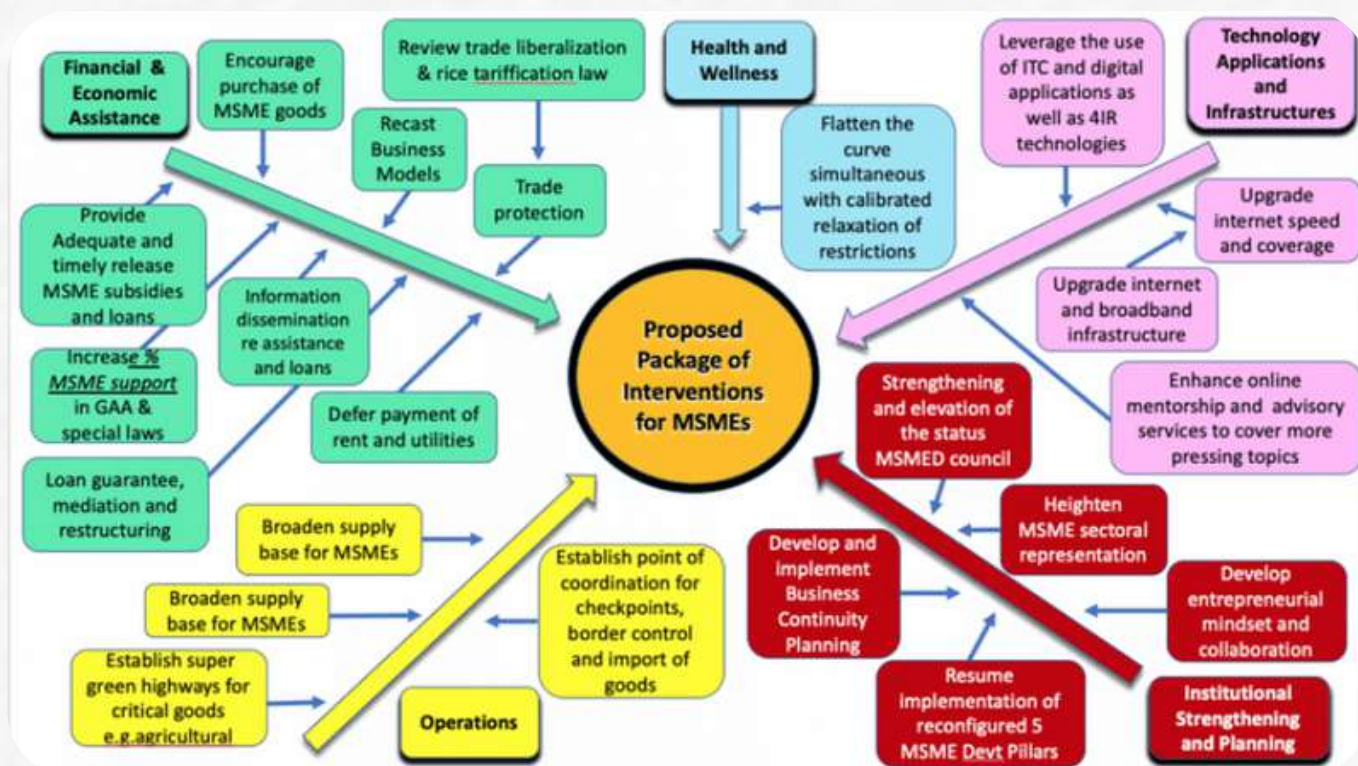 Financial &
Economic
Assistance
Encourage
purchase of
MSME goods
Review trade liberalization
& rice tariffication law
Recast
Business
Models
Trade
protection
Provide
Adequate and
timely release
MSME subsidies
and loans
Increase %
MSME support
in GAA &
special laws
Information
dissemination
re assistance
and loans
Defer payment of
rent and utilities
Loan guarantee,
mediation and
restructuring
Health and
Wellness
Flatten the
curve
simultaneous
with calibrated
relaxation of
restrictions
Leverage the use
of ITC and digital
applications as
well as 4IR
technologies
Technology
Applications
and
Infrastructures
Upgrade
internet speed
and coverage
Upgrade internet
and broadband
infrastructure
Enhance online
mentorship and advisory
services to cover more
pressing topics
Proposed
Package of
Interventions
for MSMEs
Broaden supply
base for MSMEs
Broaden supply
base for MSMEs
Establish super
green highways for
critical goods
e.g.agricultural
Establish point of
coordination for
checkpoints,
border control
and import of
goods
Operations
Strengthening
and elevation of
the status
MSMED council
Heighten
MSME sectoral
representation
Develop and
implement
Business
Continuity
Planning
Develop
entrepreneurial
mindset and
collaboration
Resume
implementation of
reconfigured 5
MSME Devt Pillars
Institutional
Strengthening
and Planning